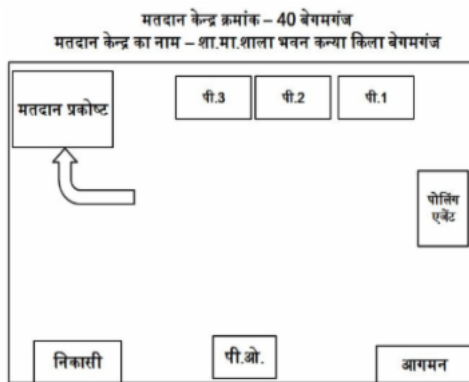 मतदान केन्द्र क्रमांक – 40 बेगमगंज
मतदान केन्द्र का नाम – शा.मा.शाला भवन कन्या किला बेगमगंज
मतदान प्रकोष्ट
पी.3
पी.2
पी.1
पोलिंग
एजेंट
निकासी
पी.ओ.
आगमन